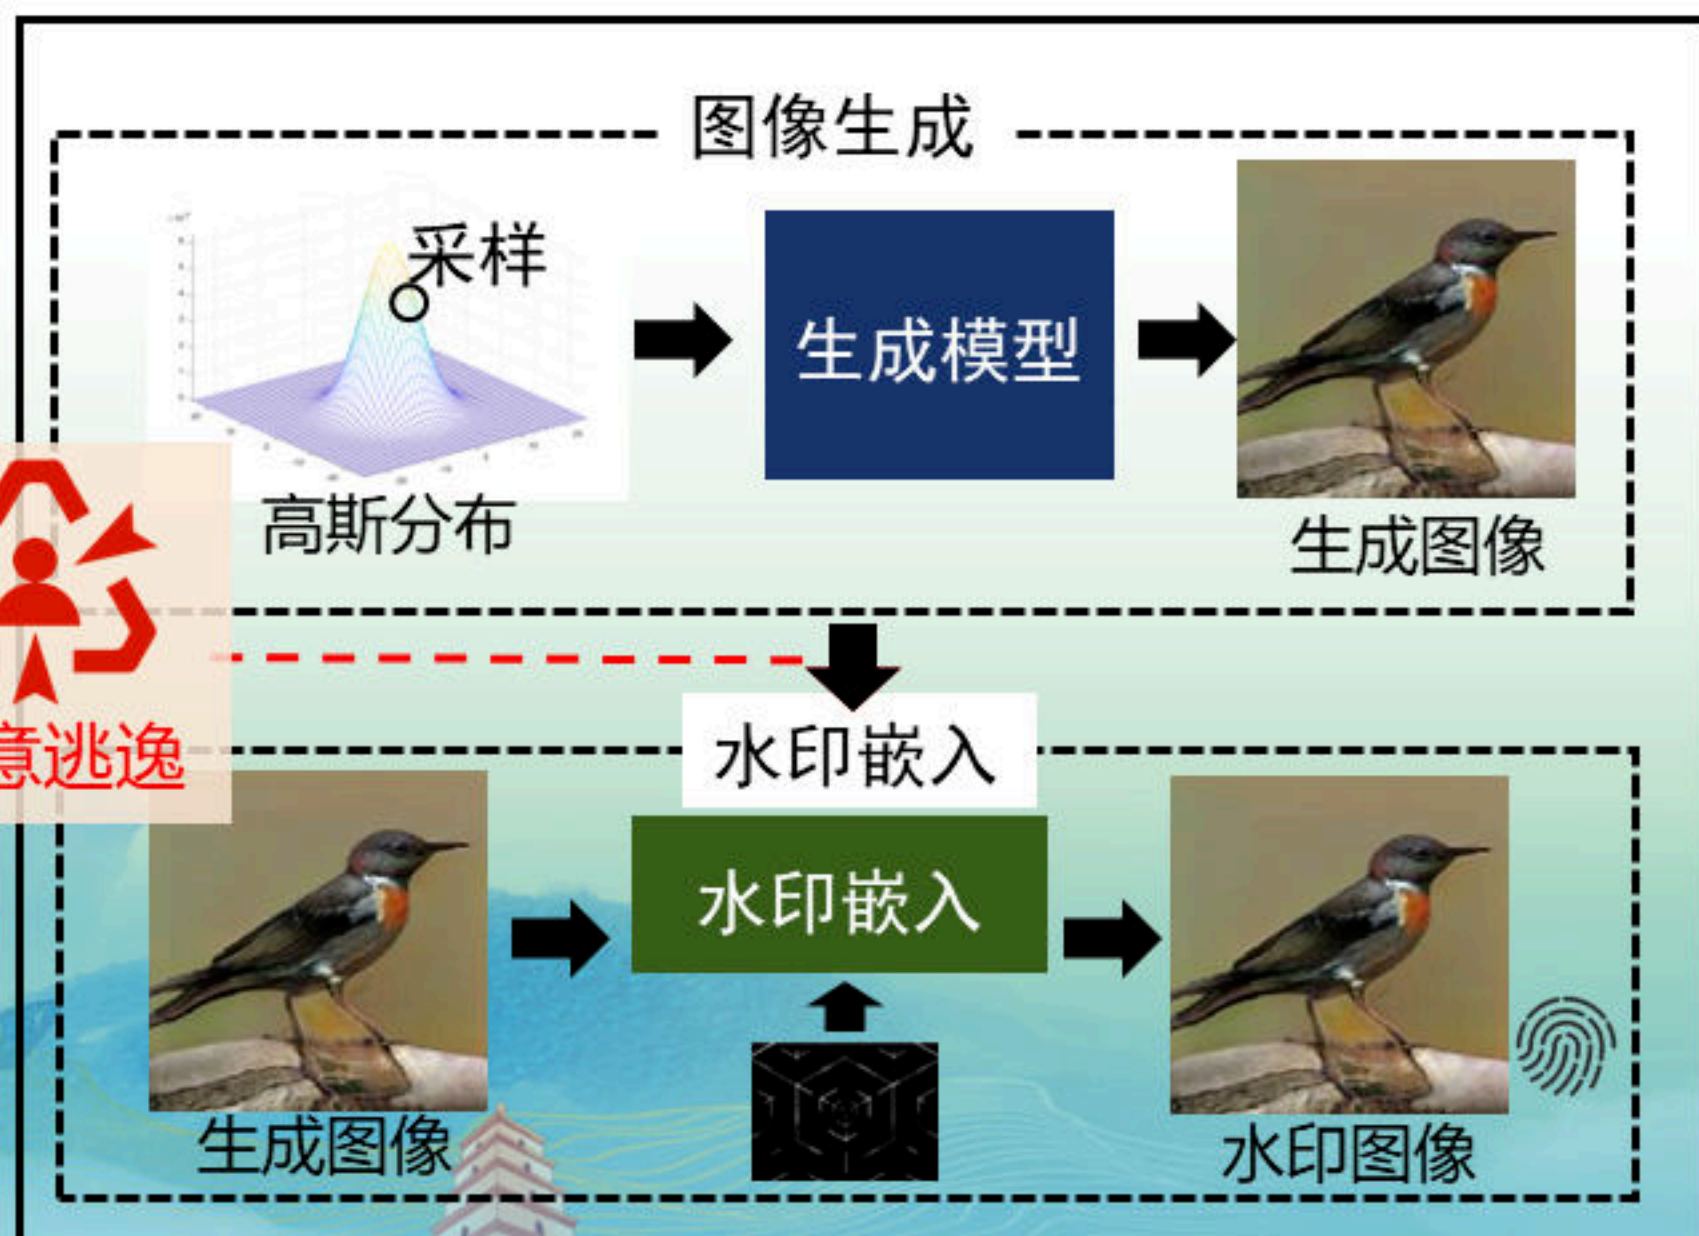 图像生成
采样
生成模型
高斯分布
生成图像
意逃逸
水印嵌入
水印嵌入
生成图像
水印图像